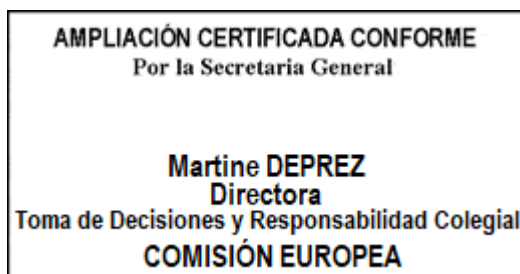 AMPLIACIÓN CERTIFICADA CONFORME
Por la Secretaria General
Martine DEPREZ
Directora
Toma de Decisiones y Responsabilidad Colegial
COMISIÓN EUROPEA